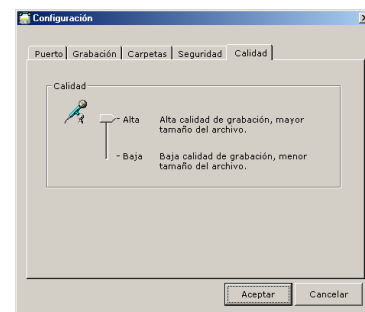 Configuración
Puerto Grabación Carpetas Seguridad Calidad
Calidad
Alta Alta calidad de grabación, mayor
tamaño del archivo.
Baja Baja calidad de grabación, menor
tamaño del archivo.
Aceptar Cancelar